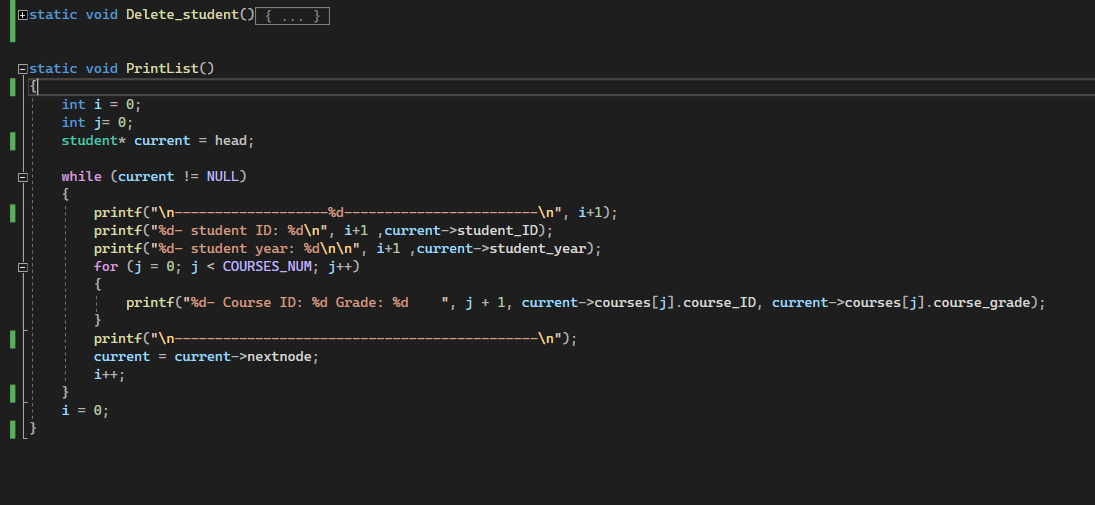 static void Delete_student(){ ... }
static void PrintList()
{
    int i = 0;
    int j= 0;
    student* current = head;
    while (current != NULL)
    {
        printf("\n-------------------%d------------------------\n", i+1);
        printf("%d- student ID: %d\n", i+1 ,current->student_ID);
        printf("%d- student year: %d\n\n", i+1 ,current->student_year);
        for (j = 0; j < COURSES_NUM; j++)
        {
            printf("%d- Course ID: %d Grade: %d    ", j + 1, current->courses[j].course_ID, current->courses[j].course_grade);
        }
        printf("\n---------------------------------------------\n");
        current = current->nextnode;
        i++;
    }
    i = 0;
}